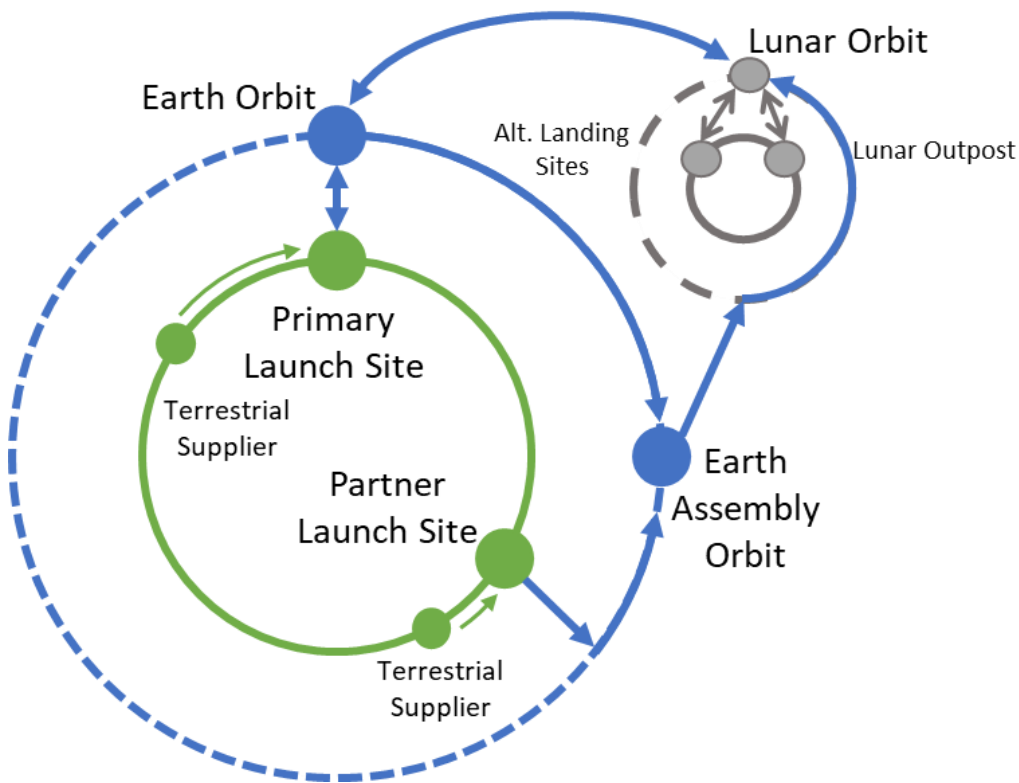 Lunar Orbit
Earth Orbit
Alt. Landing
Sites
Lunar Outpost
Primary
Launch Site
Terrestrial
Supplier
Partner
Launch Site
Earth
Assembly
Orbit
Terrestrial
Supplier